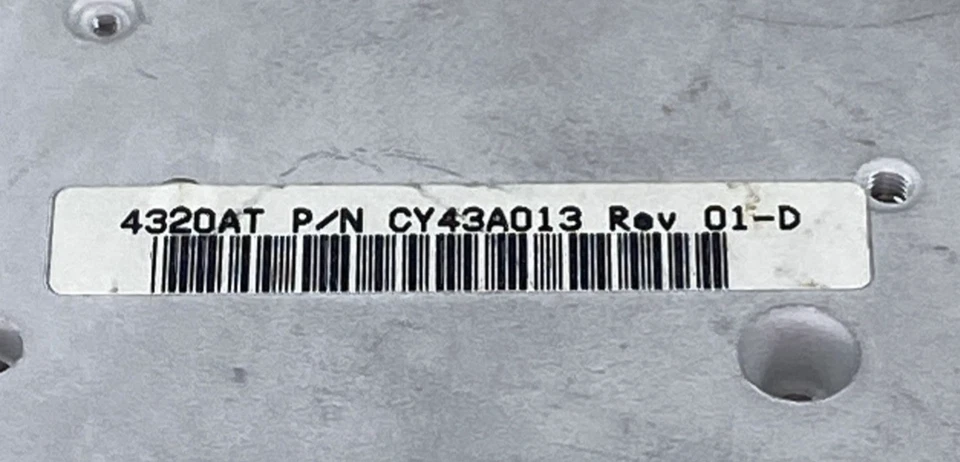 4320AT P/N CY43A013 Rev 01-D